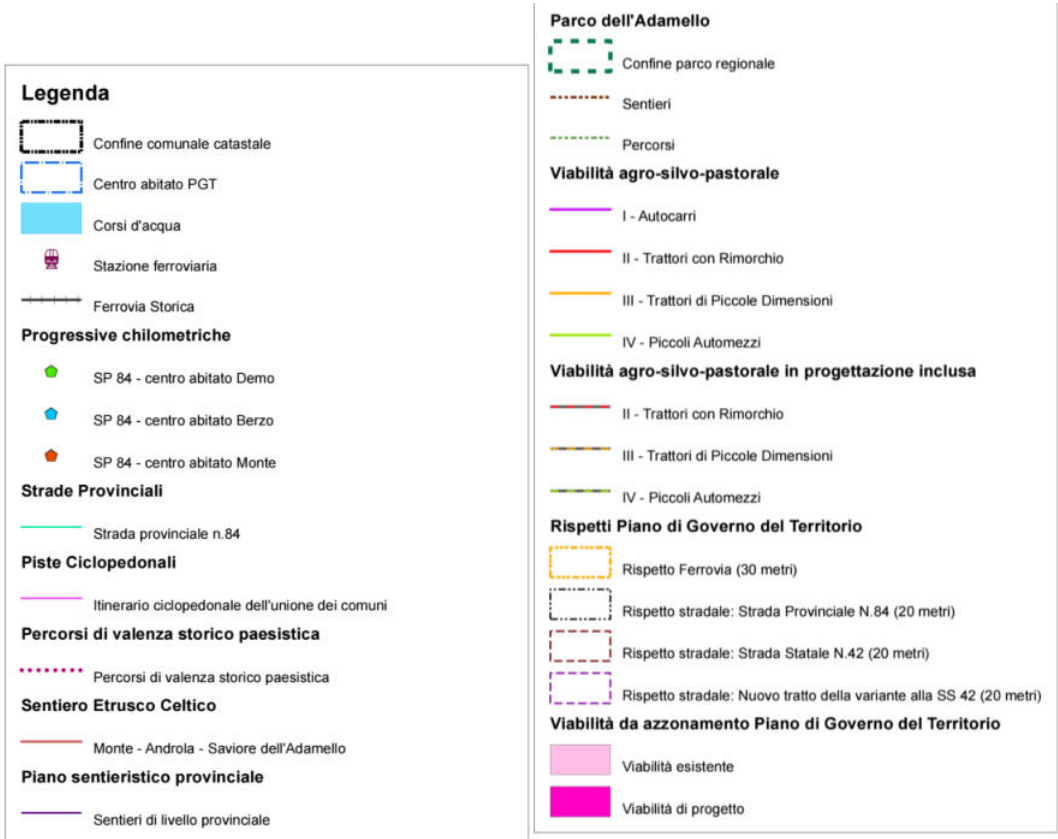 Legenda
Confine comunale catastale
Centro abitato PGT
Corsi d'acqua
Stazione ferroviaria
Ferrovia Storica
Progressive chilometriche
SP 84 - centro abitato Demo
SP 84 - centro abitato Berzo
SP 84 - centro abitato Monte
Strade Provinciali
Strada provinciale n.84
Piste Ciclopedonali
Itinerario ciclopedonale dell'unione dei comuni
Percorsi di valenza storico paesistica
Percorsi di valenza storico paesistica
Sentiero Etrusco Celtico
Monte - Androla - Saviore dell'Adamello
Piano sentieristico provinciale
Sentieri di livello provinciale
Parco dell'Adamello
Confine parco regionale
Sentieri
Percorsi
Viabilità agro-silvo-pastorale
I - Autocarri
II - Trattori con Rimorchio
III - Trattori di Piccole Dimensioni
IV - Piccoli Automezzi
Viabilità agro-silvo-pastorale in progettazione inclusa
II - Trattori con Rimorchio
III - Trattori di Piccole Dimensioni
IV - Piccoli Automezzi
Rispetti Piano di Governo del Territorio
Rispetto Ferrovia (30 metri)
Rispetto stradale: Strada Provinciale N.84 (20 metri)
Rispetto stradale: Strada Statale N.42 (20 metri)
Rispetto stradale: Nuovo tratto della variante alla SS 42 (20 metri)
Viabilità da azzonamento Piano di Governo del Territorio
Viabilità esistente
Viabilità di progetto